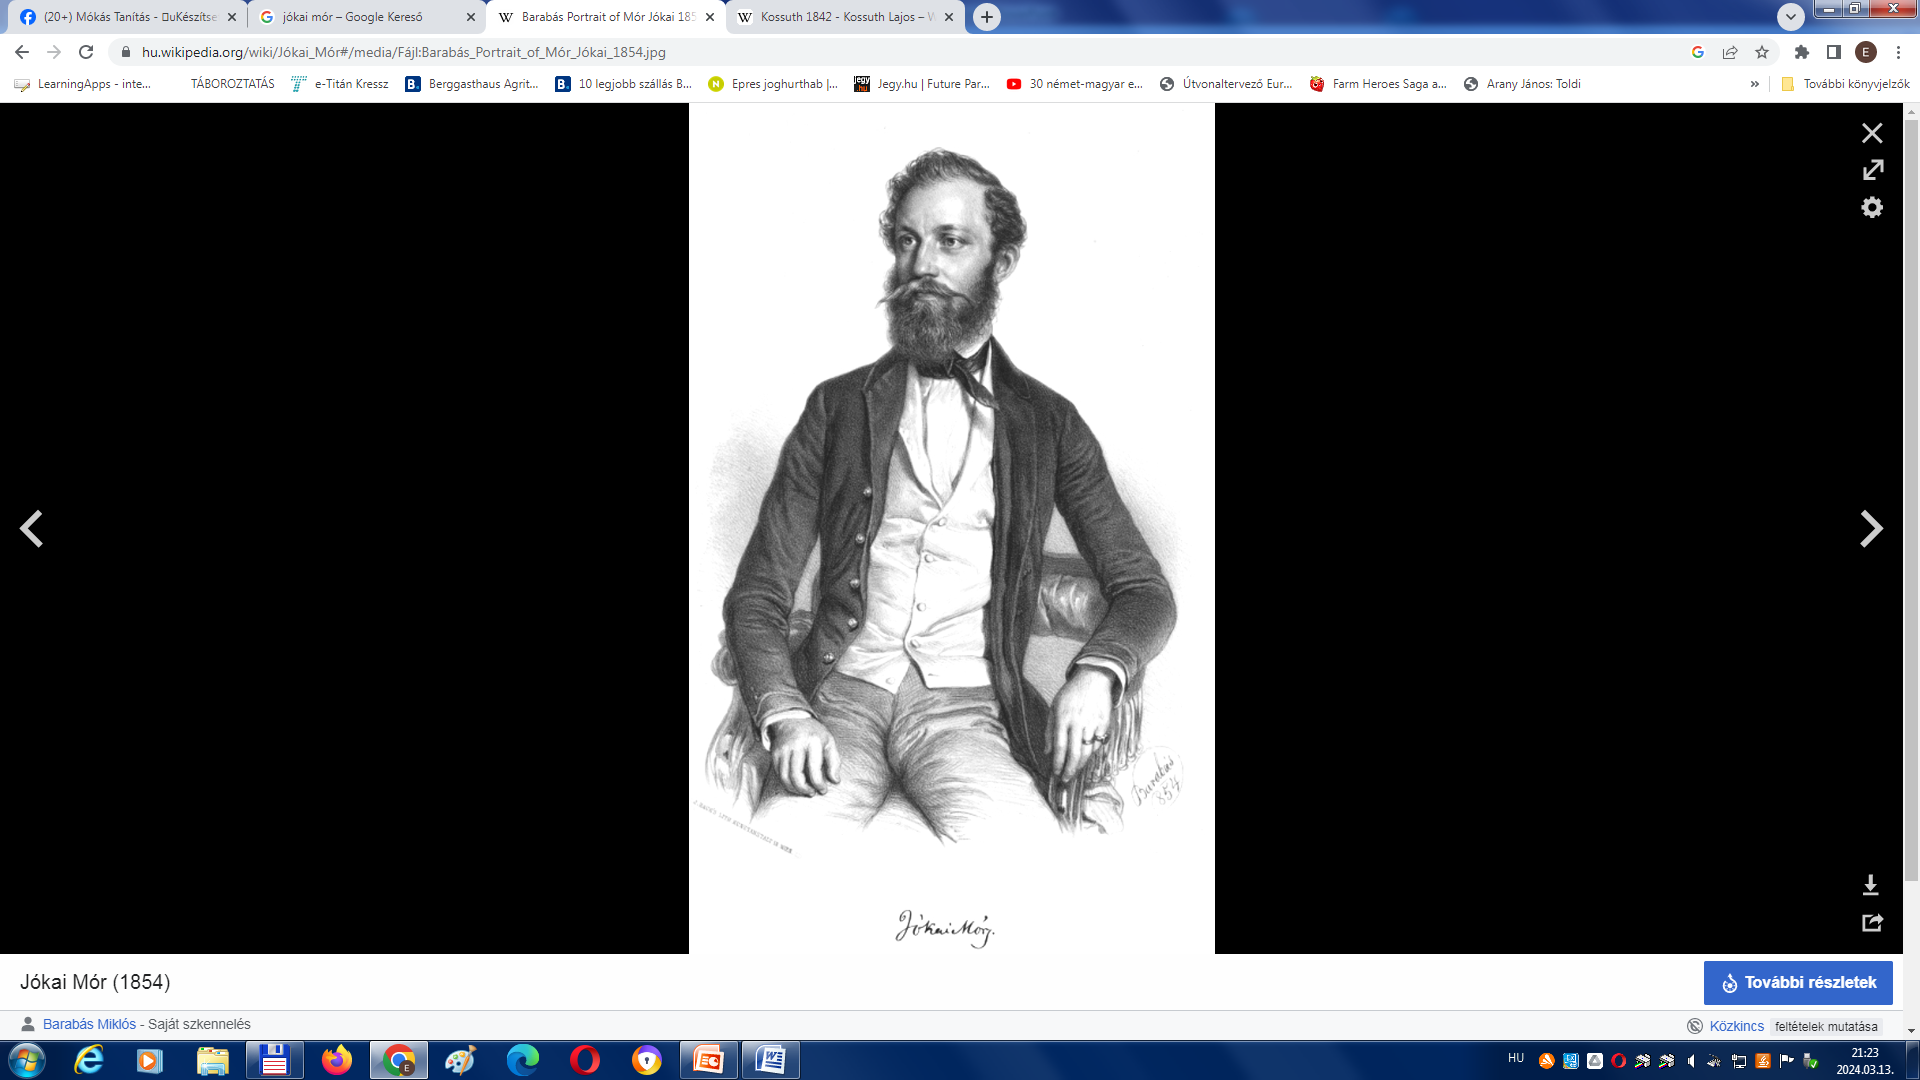 (20+) Mókás Tanítás - uKészítse
jókai mór – Google Kereső
Barabás Portrait of Mór Jókai 185
Kossuth 1842 - Kossuth Lajos – W
hu.wikipedia.org/wiki/Jókai_Mór#/media/Fájl:Barabás_Portrait_of_Mór_Jókai_1854.jpg
E
LearningApps - inte...
TÁBOROZTATÁS
e-Titán Kressz
Berggasthaus Agrit...
10 legjobb szállás B...
Epres joghurthab |...
Jegy.hu | Future Par...
30 német-magyar e...
Útvonaltervező Eur...
Farm Heroes Saga a...
Arany János: Toldi
»
További könyvjelzők
Barabás
854
Jókai Mór.
Jókai Mór (1854)
További részletek
Barabás Miklós - Saját szkennelés
Közkincs
feltételek mutatása
HU
21:23
2024.03.13.